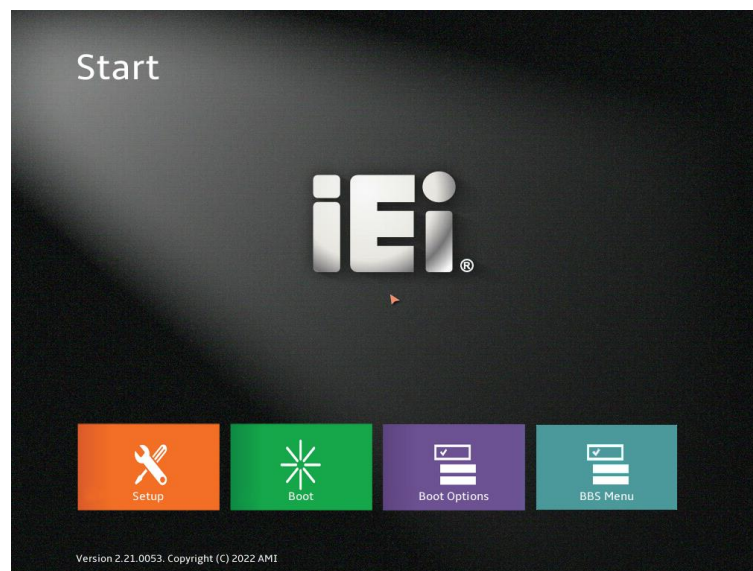 Start
iEi®
Setup
Boot
Boot Options
BBS Menu
Version 2.21.0053. Copyright (C) 2022 AMI